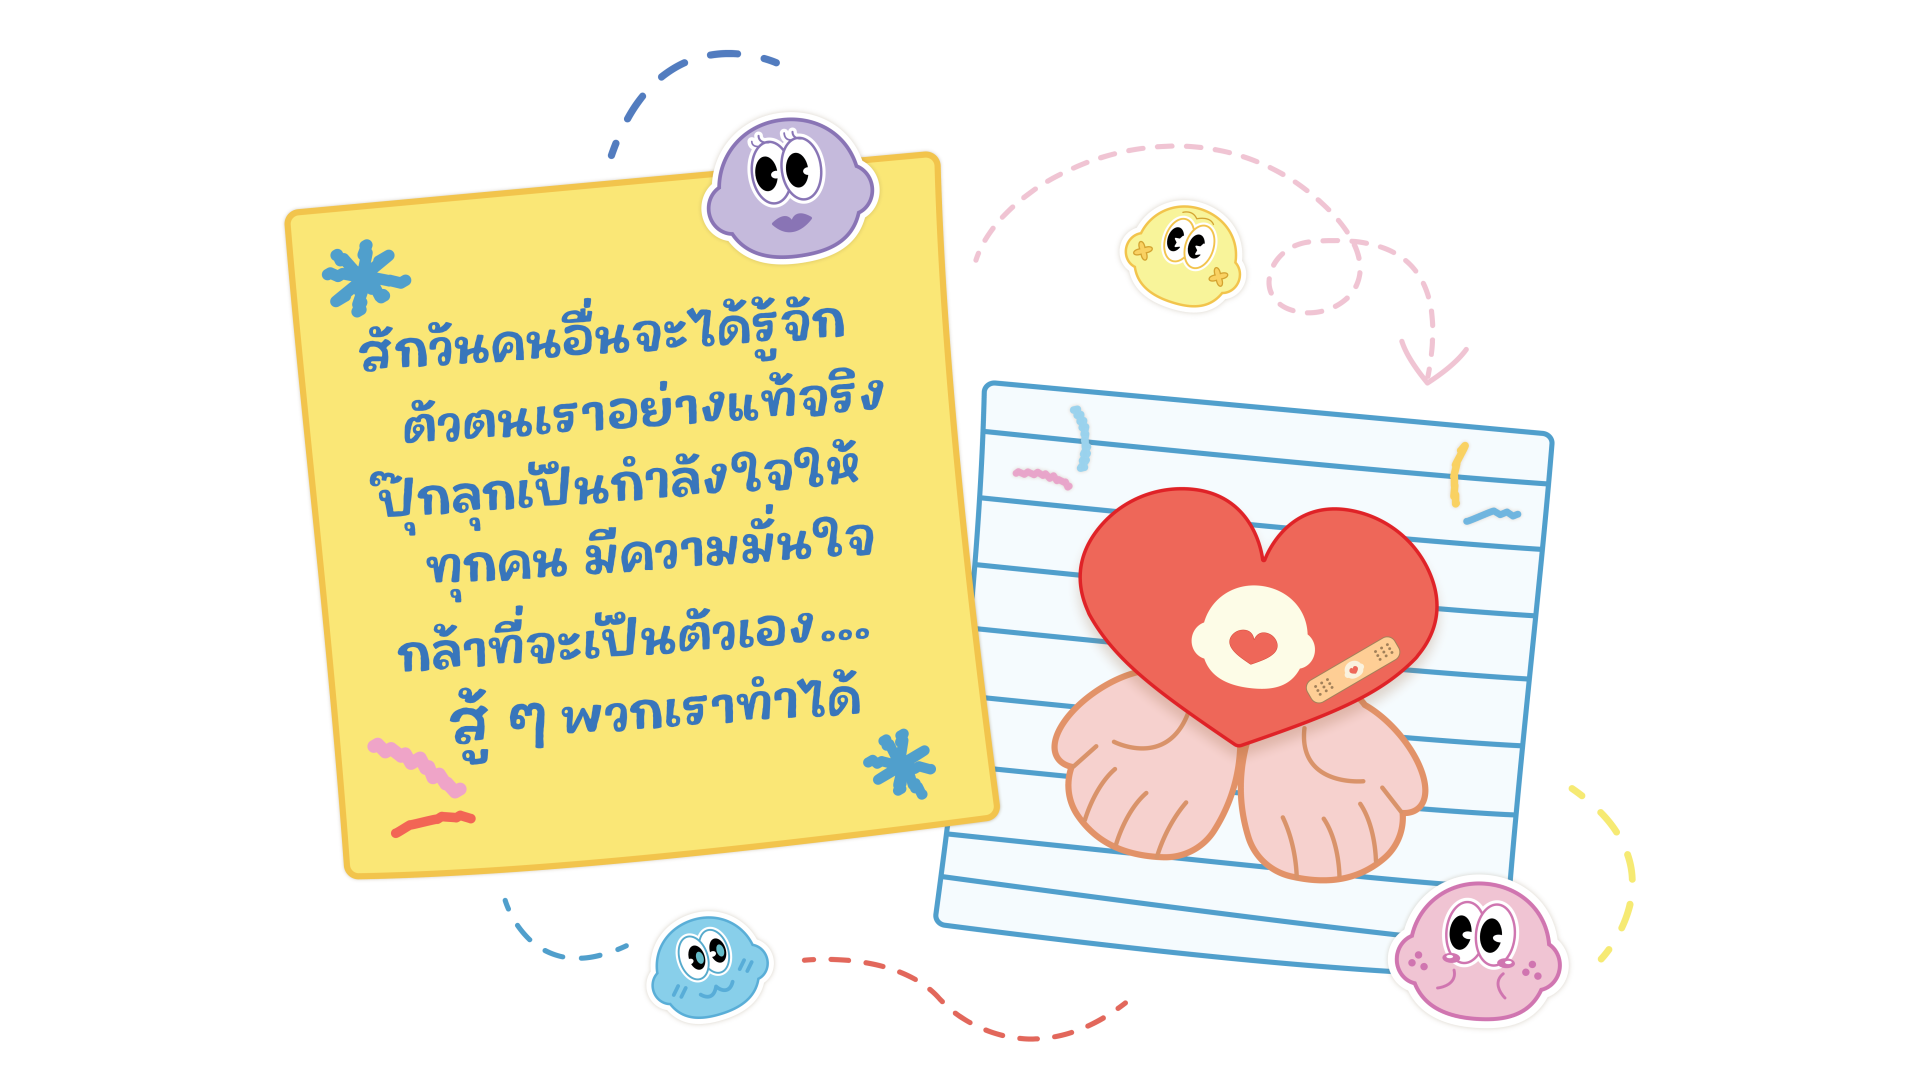 สักวันคนอื่นจะได้รู้จัก
ตัวตนเราอย่างแท้จริง
ปุ๊กลุกเป็นกำลังใจให้
ทุกคน มีความมั่นใจ
กล้าที่จะเป็นตัวเอง...
สู้ ๆ พวกเราทำได้